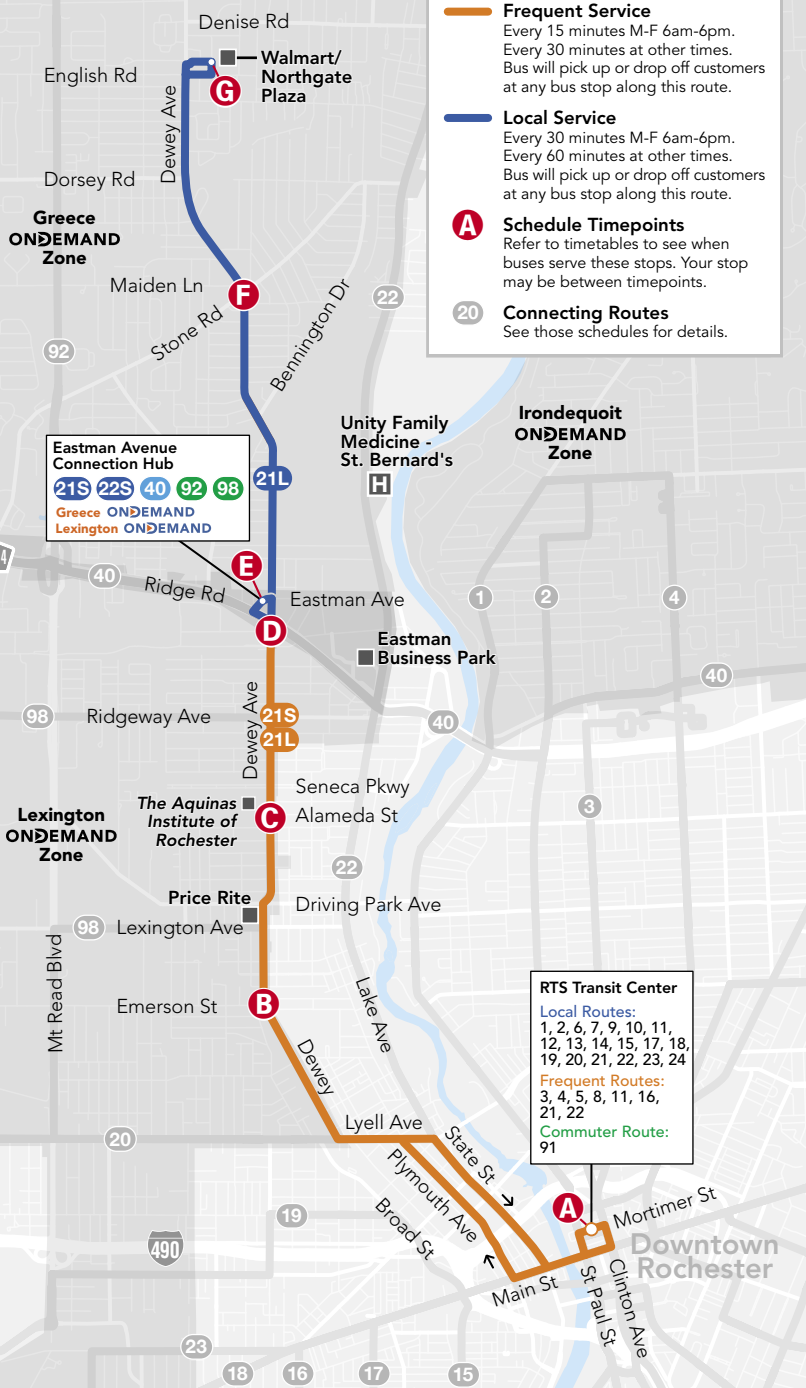 Denise Rd
Walmart/
Northgate
Plaza
English Rd
G
Dewey Ave
Dorsey Rd
Greece
ONDEMAND
Zone
Maiden Ln
F
Stone Rd
Bennington Dr
22
92
Frequent Service
Every 15 minutes M-F 6am-6pm.
Every 30 minutes at other times.
Bus will pick up or drop off customers
at any bus stop along this route.
Local Service
Every 30 minutes M-F 6am-6pm.
Every 60 minutes at other times.
Bus will pick up or drop off customers
at any bus stop along this route.
A
Schedule Timepoints
Refer to timetables to see when
buses serve these stops. Your stop
may be between timepoints.
20
Connecting Routes
See those schedules for details.
Unity Family
Medicine -
St. Bernard's
H
Irondequoit
ONDEMAND
Zone
Eastman Avenue
Connection Hub
21S 22S 40 92 98
Greece ONDEMAND
Lexington ONDEMAND
21L
4
40
Ridge Rd
E
Eastman Ave
D
1
2
4
Eastman
Business Park
40
98
Ridgeway Ave
Dewey Ave
21S
21L
40
Seneca Pkwy
The Aquinas
Institute of
Rochester
C
Alameda St
3
Lexington
ONDEMAND
Zone
22
Price Rite
Driving Park Ave
98
Lexington Ave
Mt Read Blvd
Emerson St
B
Lake Ave
Dewey
RTS Transit Center
Local Routes:
1, 2, 6, 7, 9, 10, 11,
12, 13, 14, 15, 17, 18,
19, 20, 21, 22, 23, 24
Frequent Routes:
3, 4, 5, 8, 11, 16,
21, 22
Commuter Route:
91
Lyell Ave
20
State St
Plymouth Ave
Broad St
19
490
A
Mortimer St
Downtown
Rochester
Main St
St Paul St
Clinton Ave
23
18
16
17
15